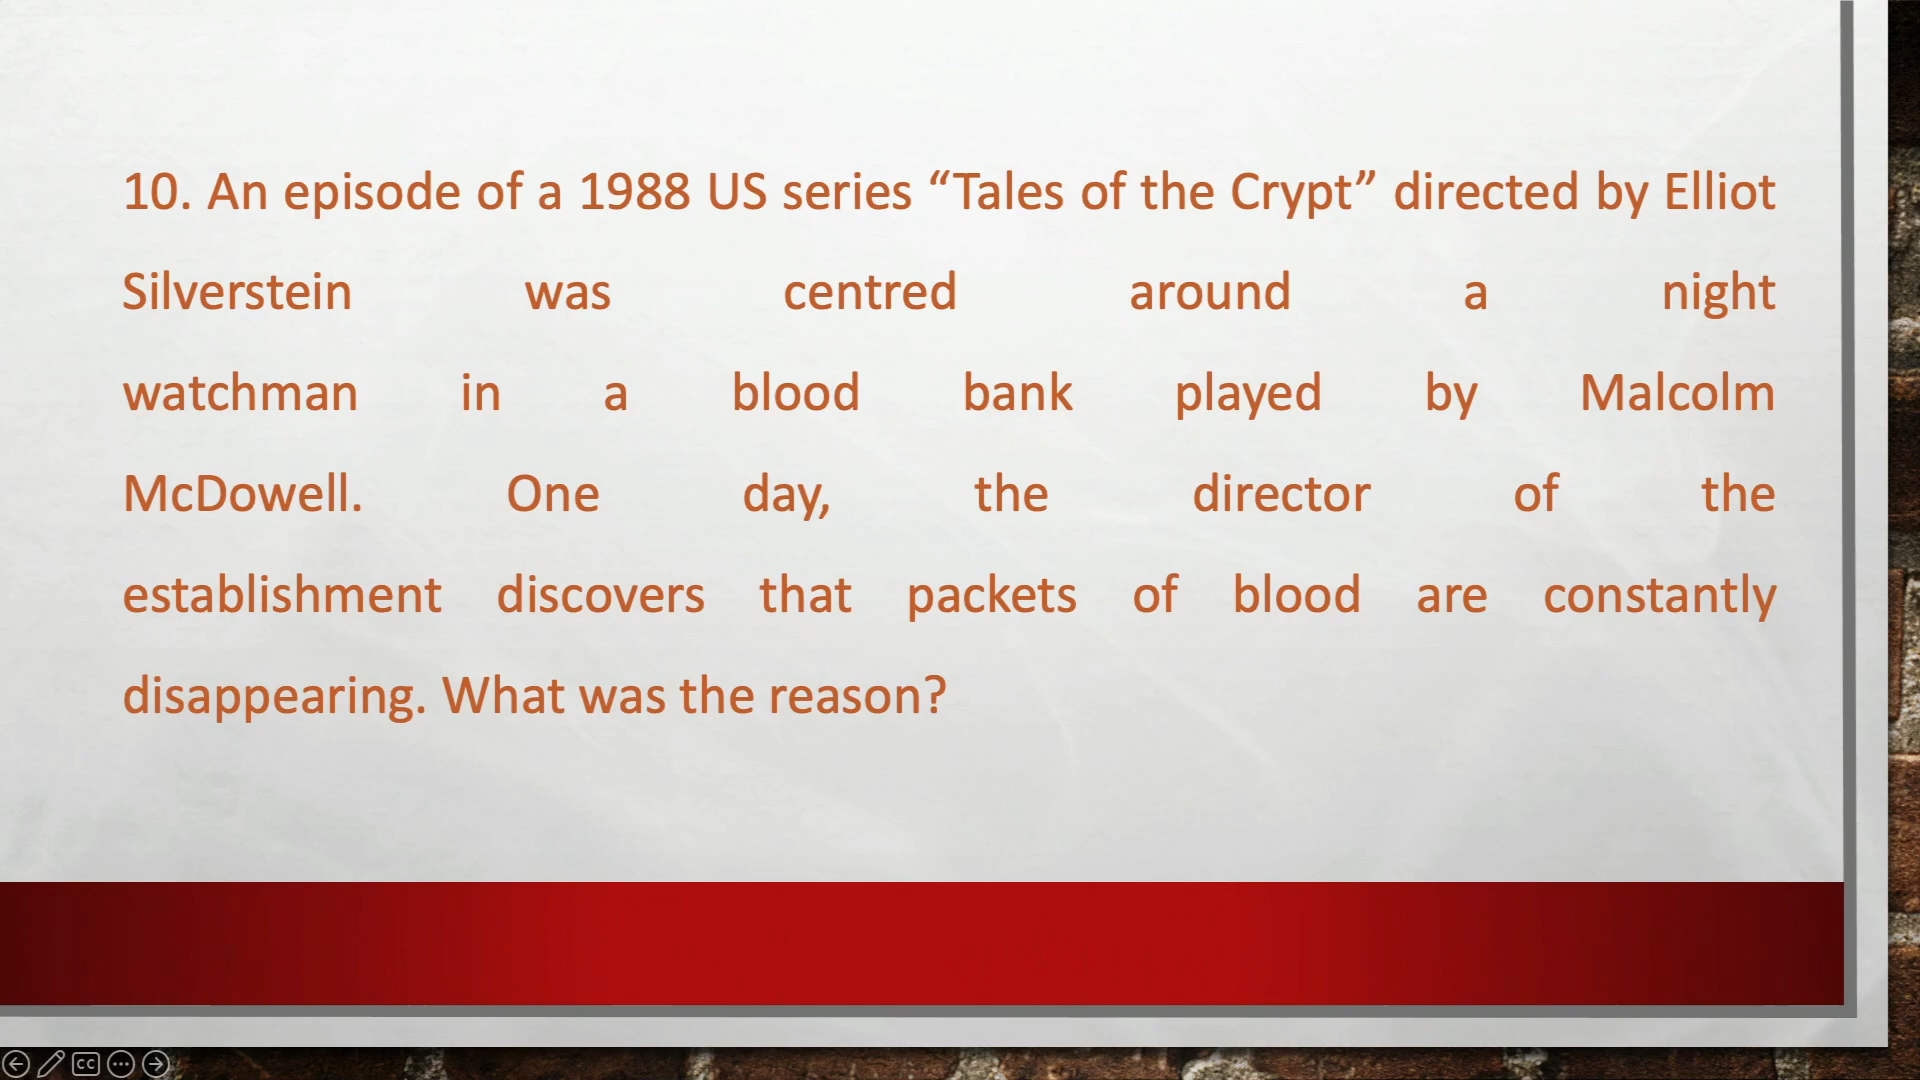 10. An episode of a 1988 US series “Tales of the Crypt” directed by Elliot
Silverstein was centred around a night
watchman in a blood bank played by Malcolm
McDowell. One day, the director of the
establishment discovers that packets of blood are constantly
disappearing. What was the reason?
CC